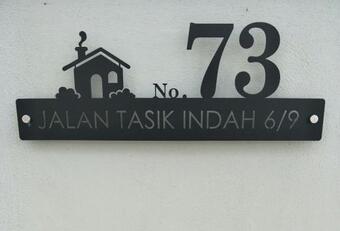 No. 73
JALAN TASIK INDAH 6/9